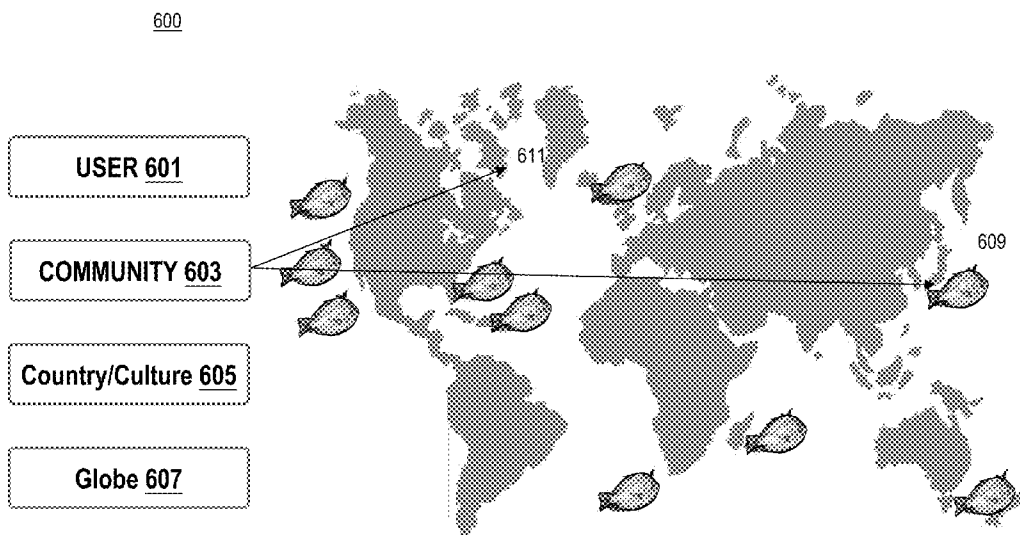 600
USER 601
611
609
COMMUNITY 603
Country/Culture 605
Globe 607